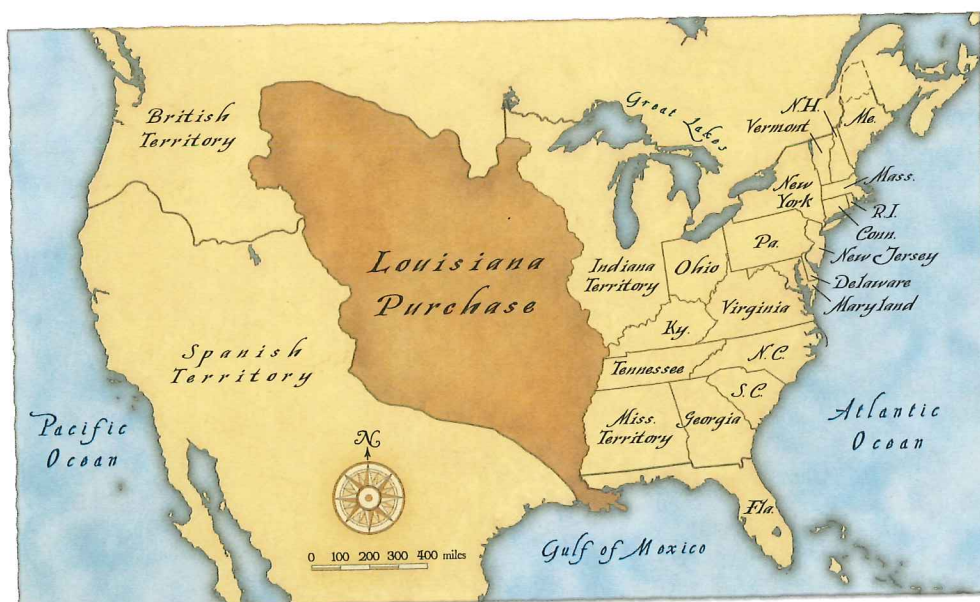 British
Territory
Great Lakes
N.H.
Vermont
Me.
Mass.
New
York
R.I.
Conn.
Pa.
New Jersey
Louisiana
Purchase
Indiana
Territory
Ohio
Delaware
Maryland
Virginia
Ky.
Spanish
Territory
Tennessee
N.C.
S.C.
Pacific
Ocean
Miss.
Territory
Georgia
Atlantic
Ocean
N
Fla.
0 100 200 300 400 miles
Gulf of Mexico